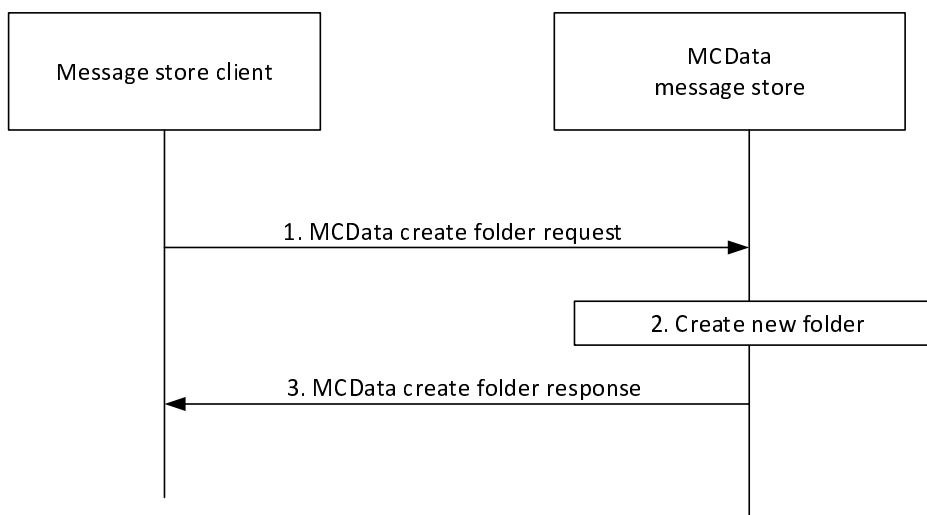 Message store client
MCData
message store
1. MCData create folder request
2. Create new folder
3. MCData create folder response